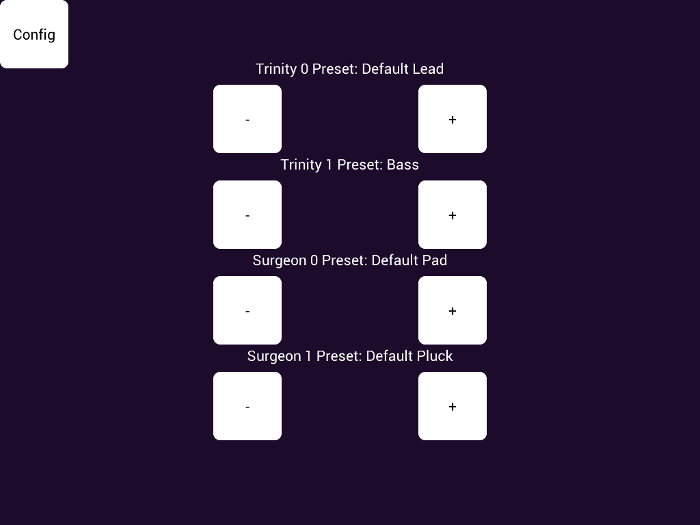 Config
Trinity 0 Preset: Default Lead
- +
Trinity 1 Preset: Bass
- +
Surgeon 0 Preset: Default Pad
- +
Surgeon 1 Preset: Default Pluck
- +